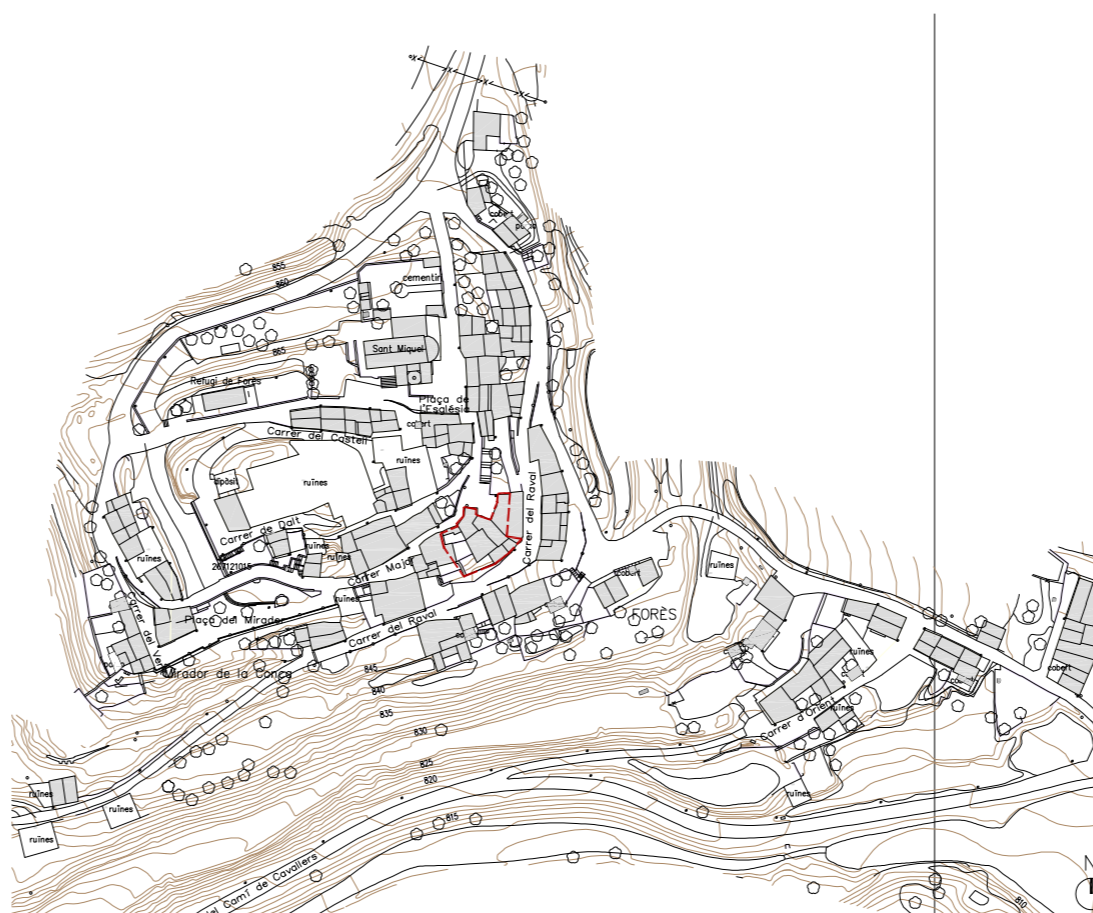 cobert
855
860
cementiri
Sant Miquel
865
Refugi de Forès
Plaça de
l'Església
cobert
Carrer del Castell
ruïnes
dipòsit
ruïnes
Carrer del Raval
Carrer de Dalt
ruïnes
ruïnes
ruïnes
267121015
Carrer Major
ruïnes
cobert
ruïnes
FORÈS
Plaça del Mirador
Carrer del Raval
Mirador de la Conca
845
840
835
830
825
820
815
ruïnes
cobert
ruïnes
Carrer d'Orient
ruïnes
ruïnes
ruïnes
ruïnes
del Camí de Cavallers
810
N